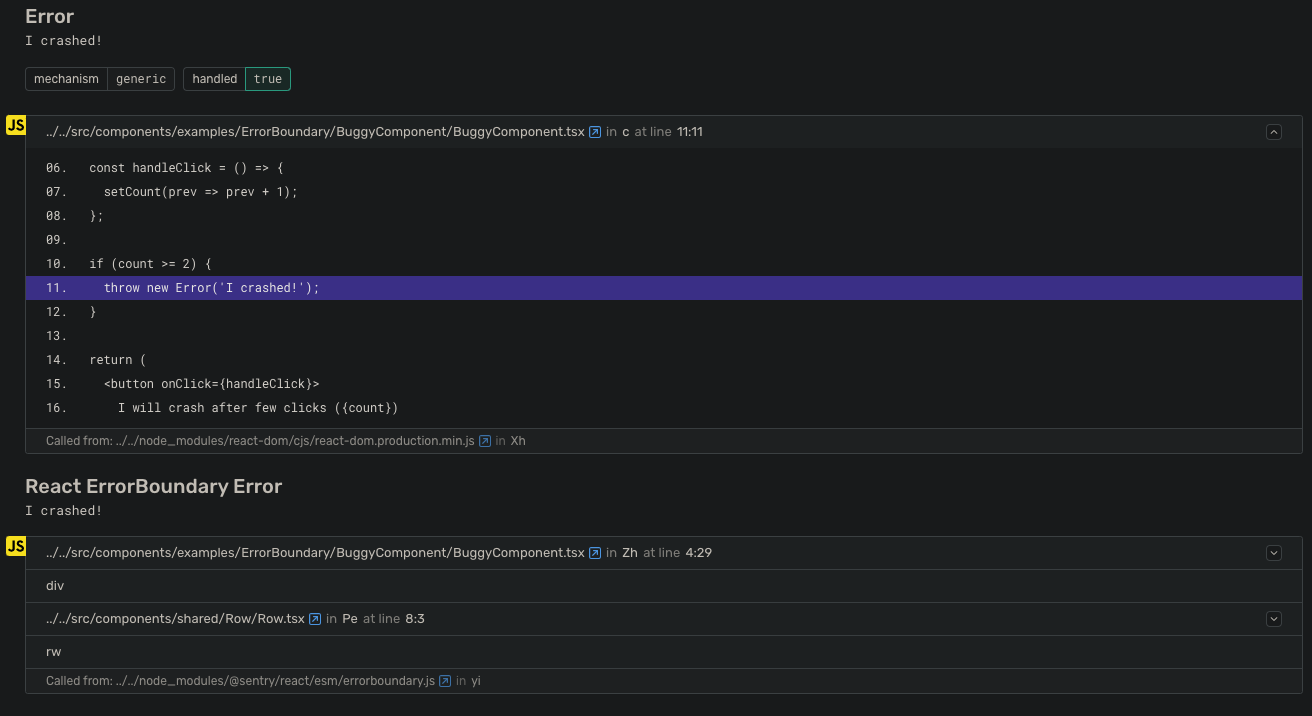 Error
I crashed!
mechanism generic handled true
JS ../../src/components/examples/ErrorBoundary/BuggyComponent/BuggyComponent.tsx in c at line 11:11
06. const handleClick = () => {
07. setCount(prev => prev + 1);
08. };
09.
10. if (count >= 2) {
11. throw new Error('I crashed!');
12. }
13.
14. return (
15. <button onClick={handleClick}>
16. I will crash after few clicks ({count})
Called from: ../../node_modules/react-dom/cjs/react-dom.production.min.js in Xh
React ErrorBoundary Error
I crashed!
JS ../../src/components/examples/ErrorBoundary/BuggyComponent/BuggyComponent.tsx in Zh at line 4:29
div
../../src/components/shared/Row/Row.tsx in Pe at line 8:3
rw
Called from: ../../node_modules/@sentry/react/esm/errorboundary.js in yi